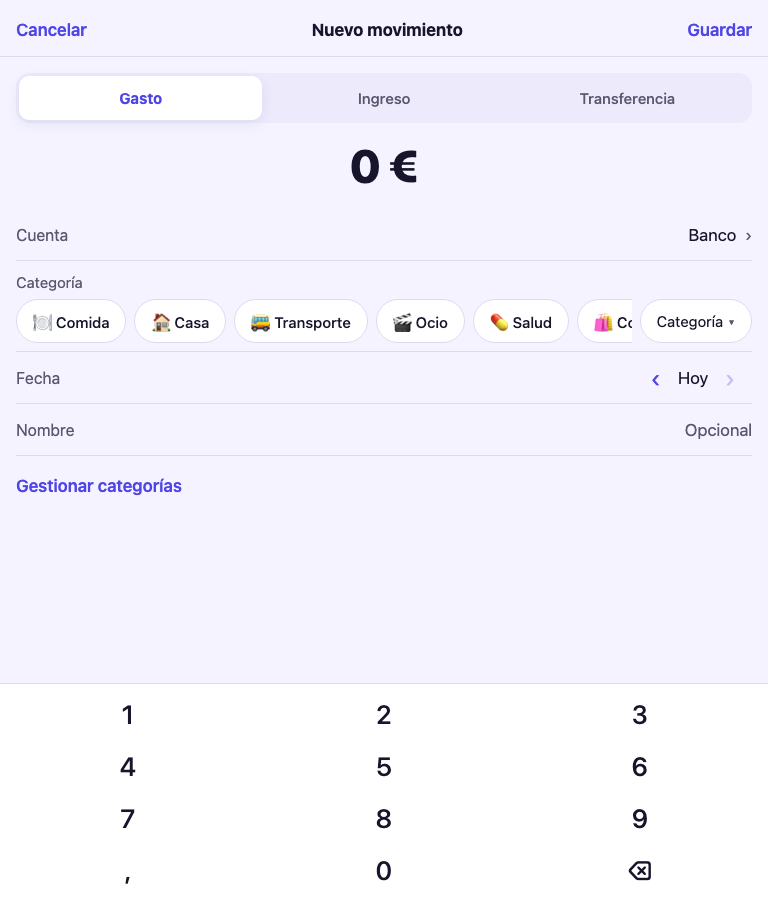 Cancelar Nuevo movimiento Guardar
Gasto Ingreso Transferencia
0 €
Cuenta Banco ›
Categoría
🍽️ Comida 🏠 Casa 🚌 Transporte 🎬 Ocio 💊 Salud 🛍️ Categoría ▾
Fecha ‹ Hoy ›
Nombre Opcional
Gestionar categorías
1 2 3
4 5 6
7 8 9
, 0